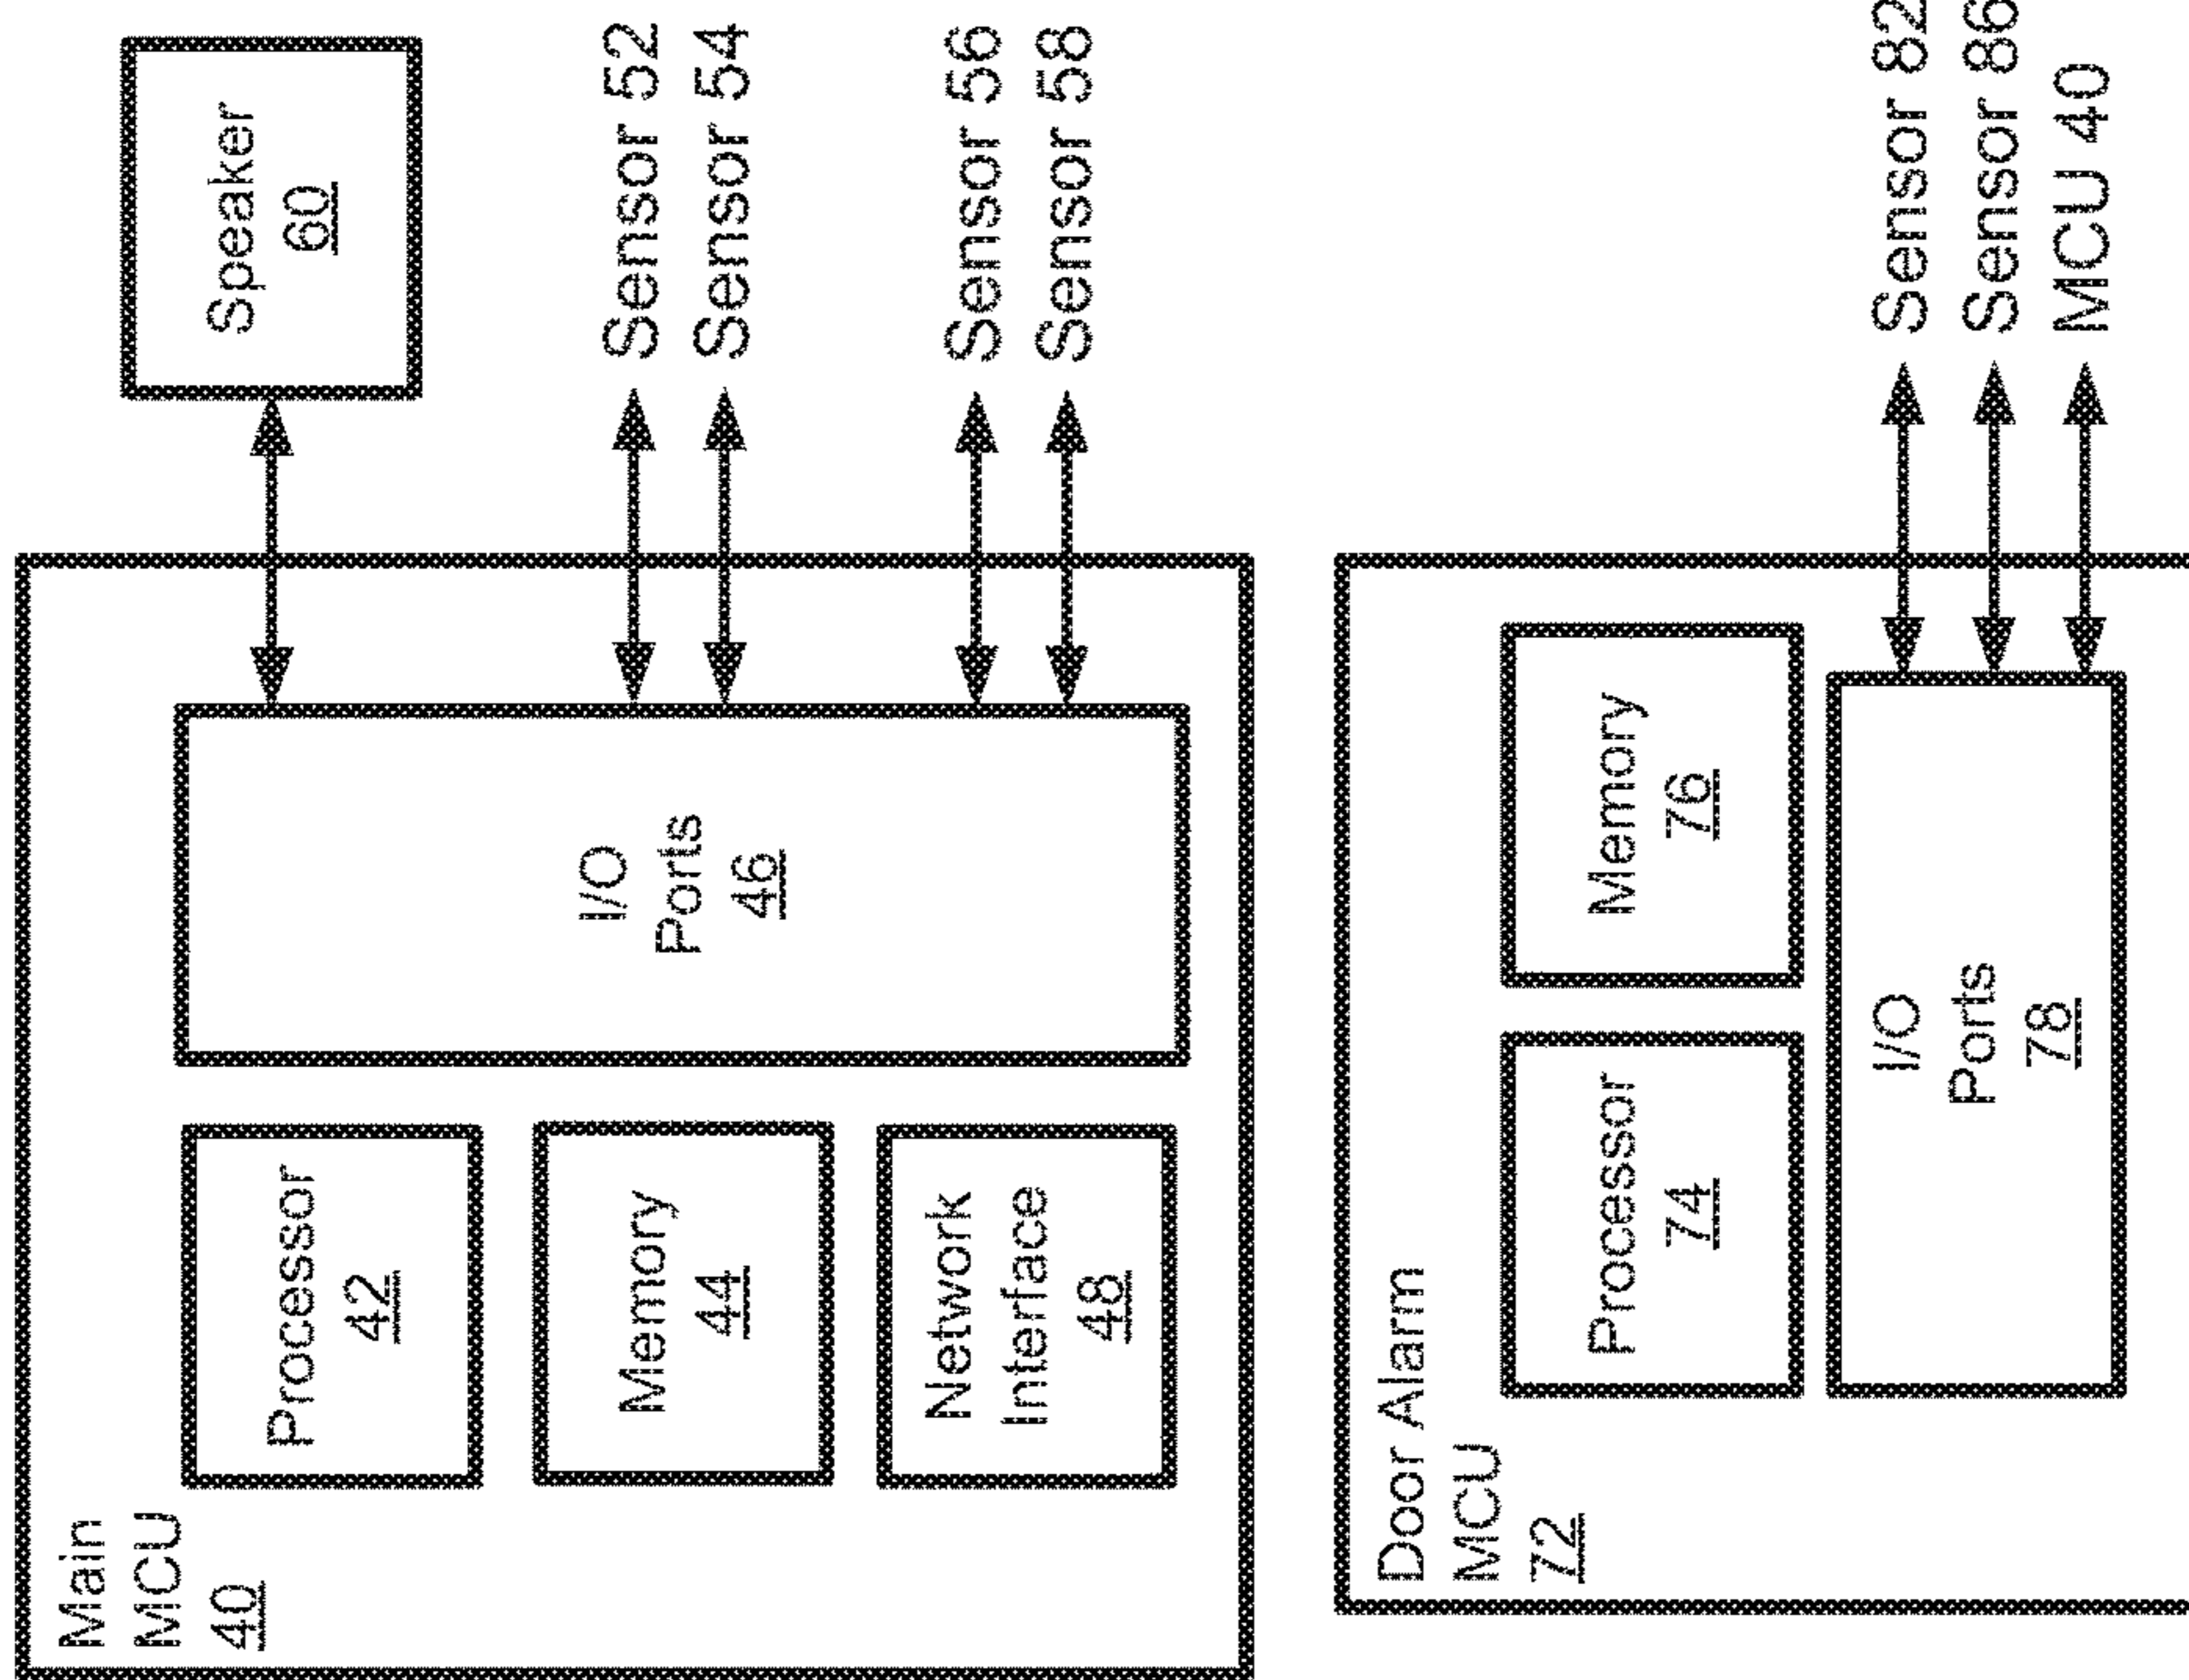 Main
MCU
40
Processor
42
Memory
44
Network
Interface
48
I/O
Ports
46
Speaker
60
Sensor 52
Sensor 54
Sensor 56
Sensor 58
Door Alarm
MCU
72
Processor
74
Memory
76
I/O
Ports
78
Sensor 82
Sensor 86
MCU 40